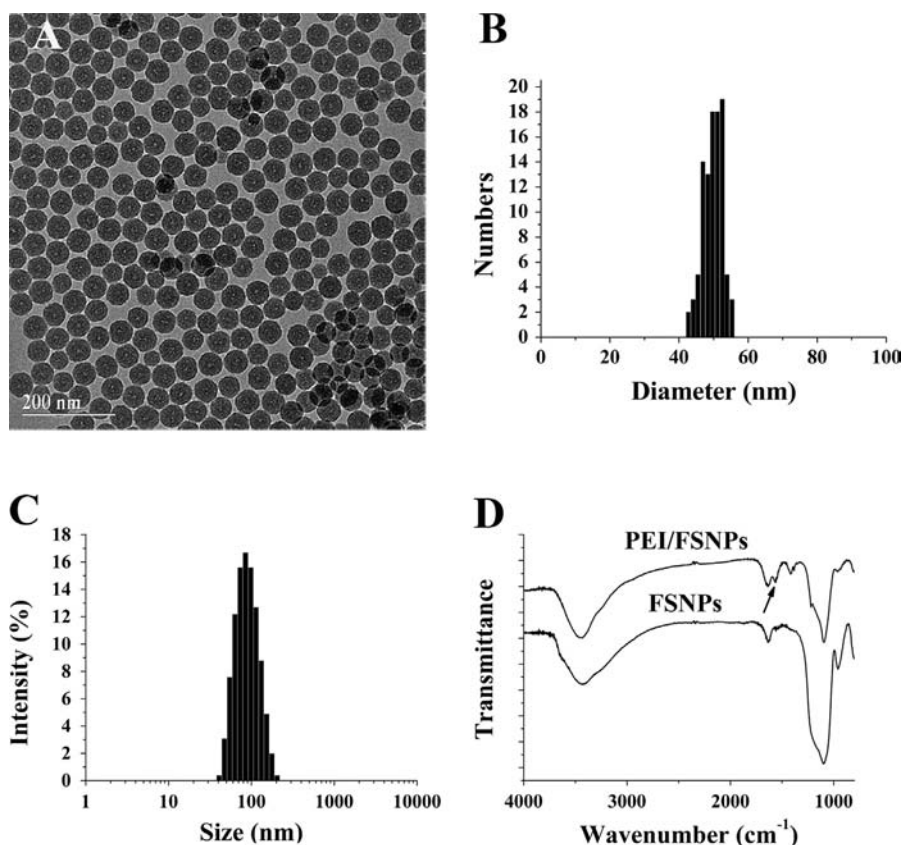 A
200 nm
B
Numbers
20
18
16
14
12
10
8
6
4
2
0
0 20 40 60 80 100
Diameter (nm)
C
Intensity (%)
18
16
14
12
10
8
6
4
2
0
1 10 100 1000 10000
Size (nm)
D
Transmittance
PEI/FSNPs
FSNPs
4000 3000 2000 1000
Wavenumber (cm⁻¹)